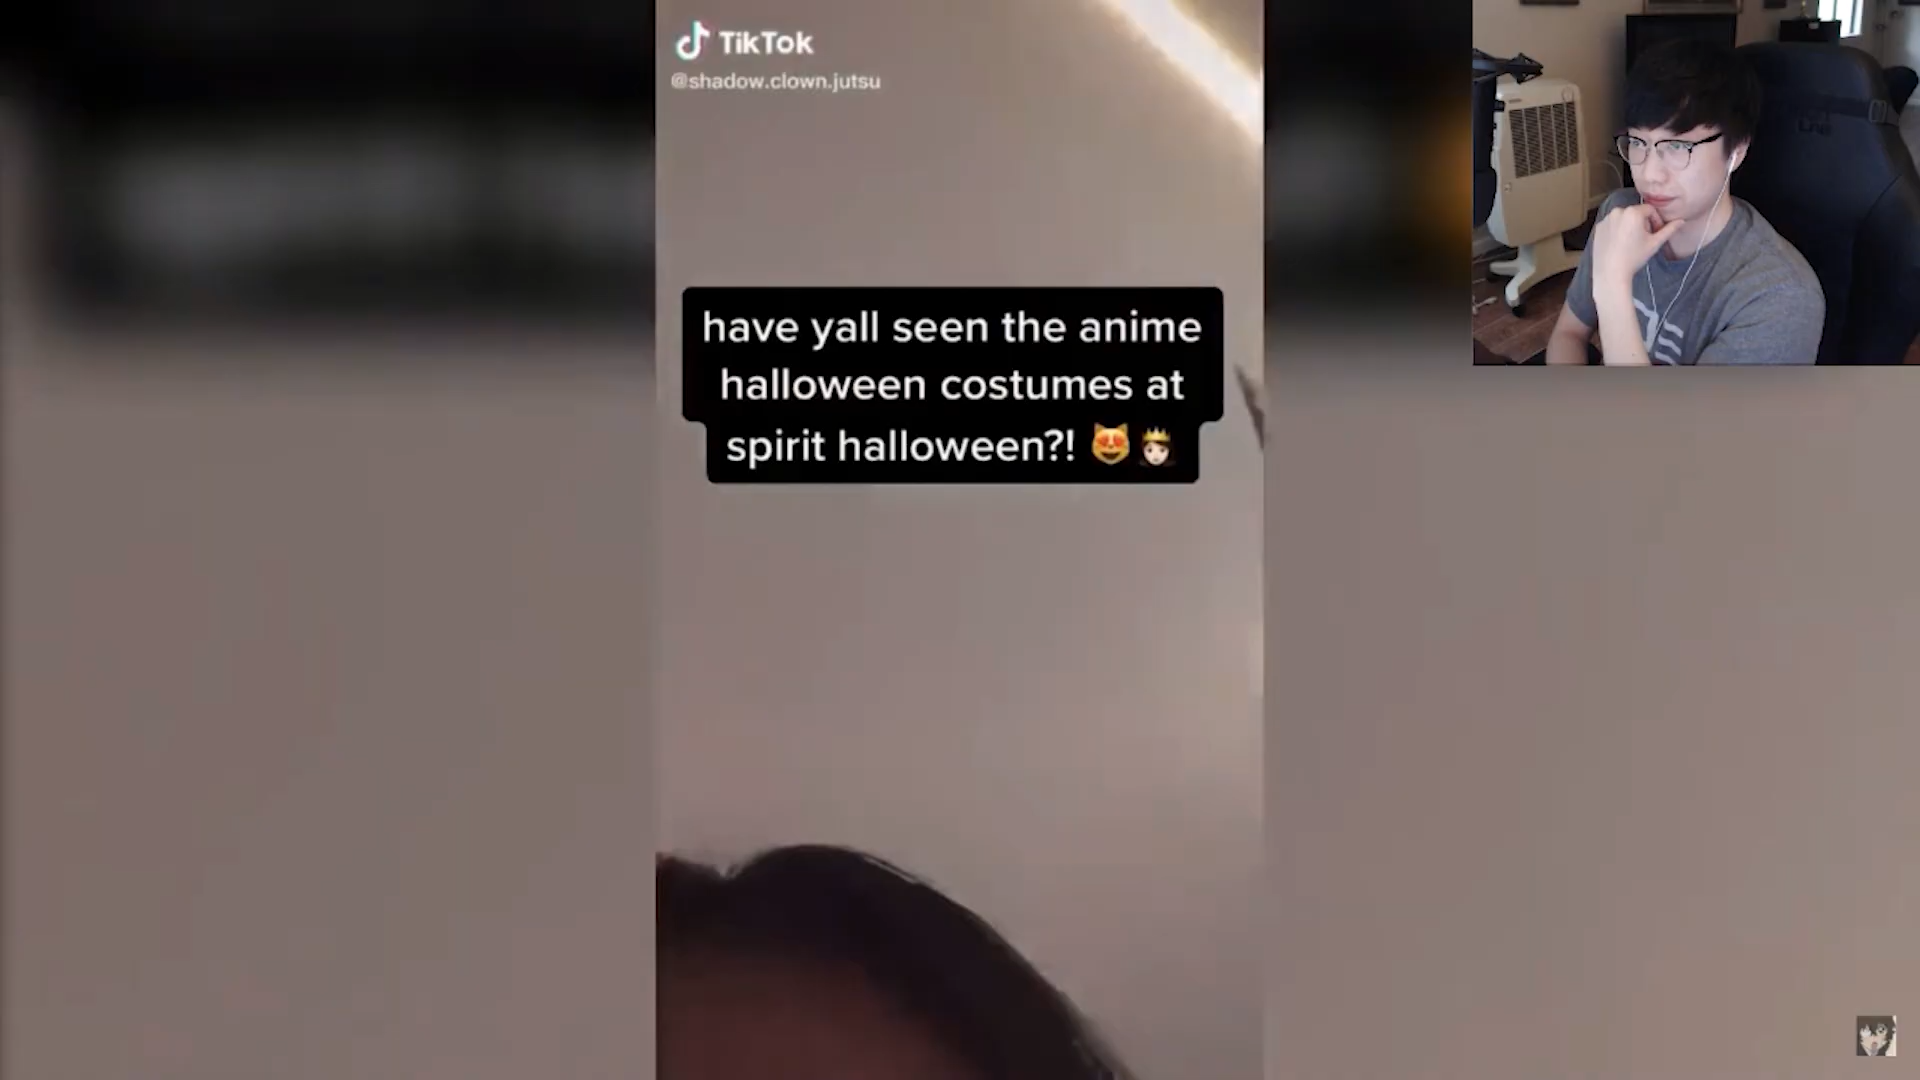 TikTok
@shadow.clown.jutsu
have yall seen the anime
halloween costumes at
spirit halloween?! 😻👸🏻